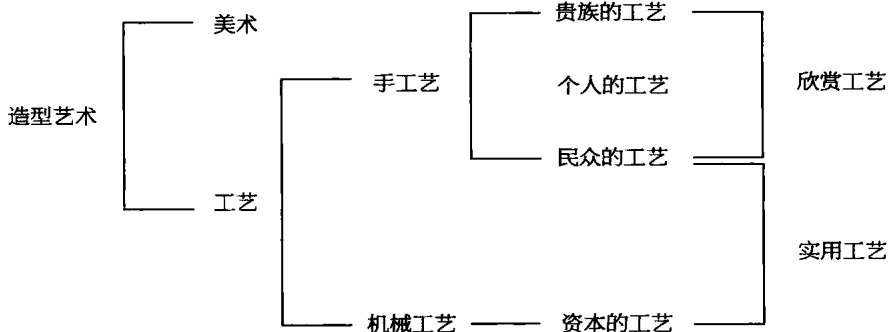 造型艺术
美术
工艺
手工艺
机械工艺
贵族的工艺
个人的工艺
民众的工艺
资本的工艺
欣赏工艺
实用工艺